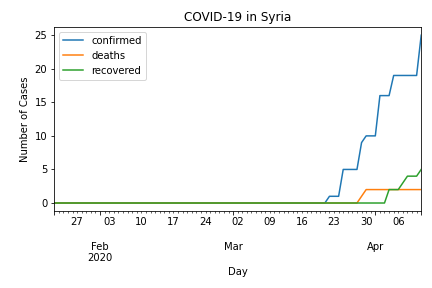 COVID-19 in Syria
confirmed
deaths
recovered
Number of Cases
25
20
15
10
5
0
27 03 10 17 24 02 09 16 23 30 06
Feb Mar Apr
2020
Day